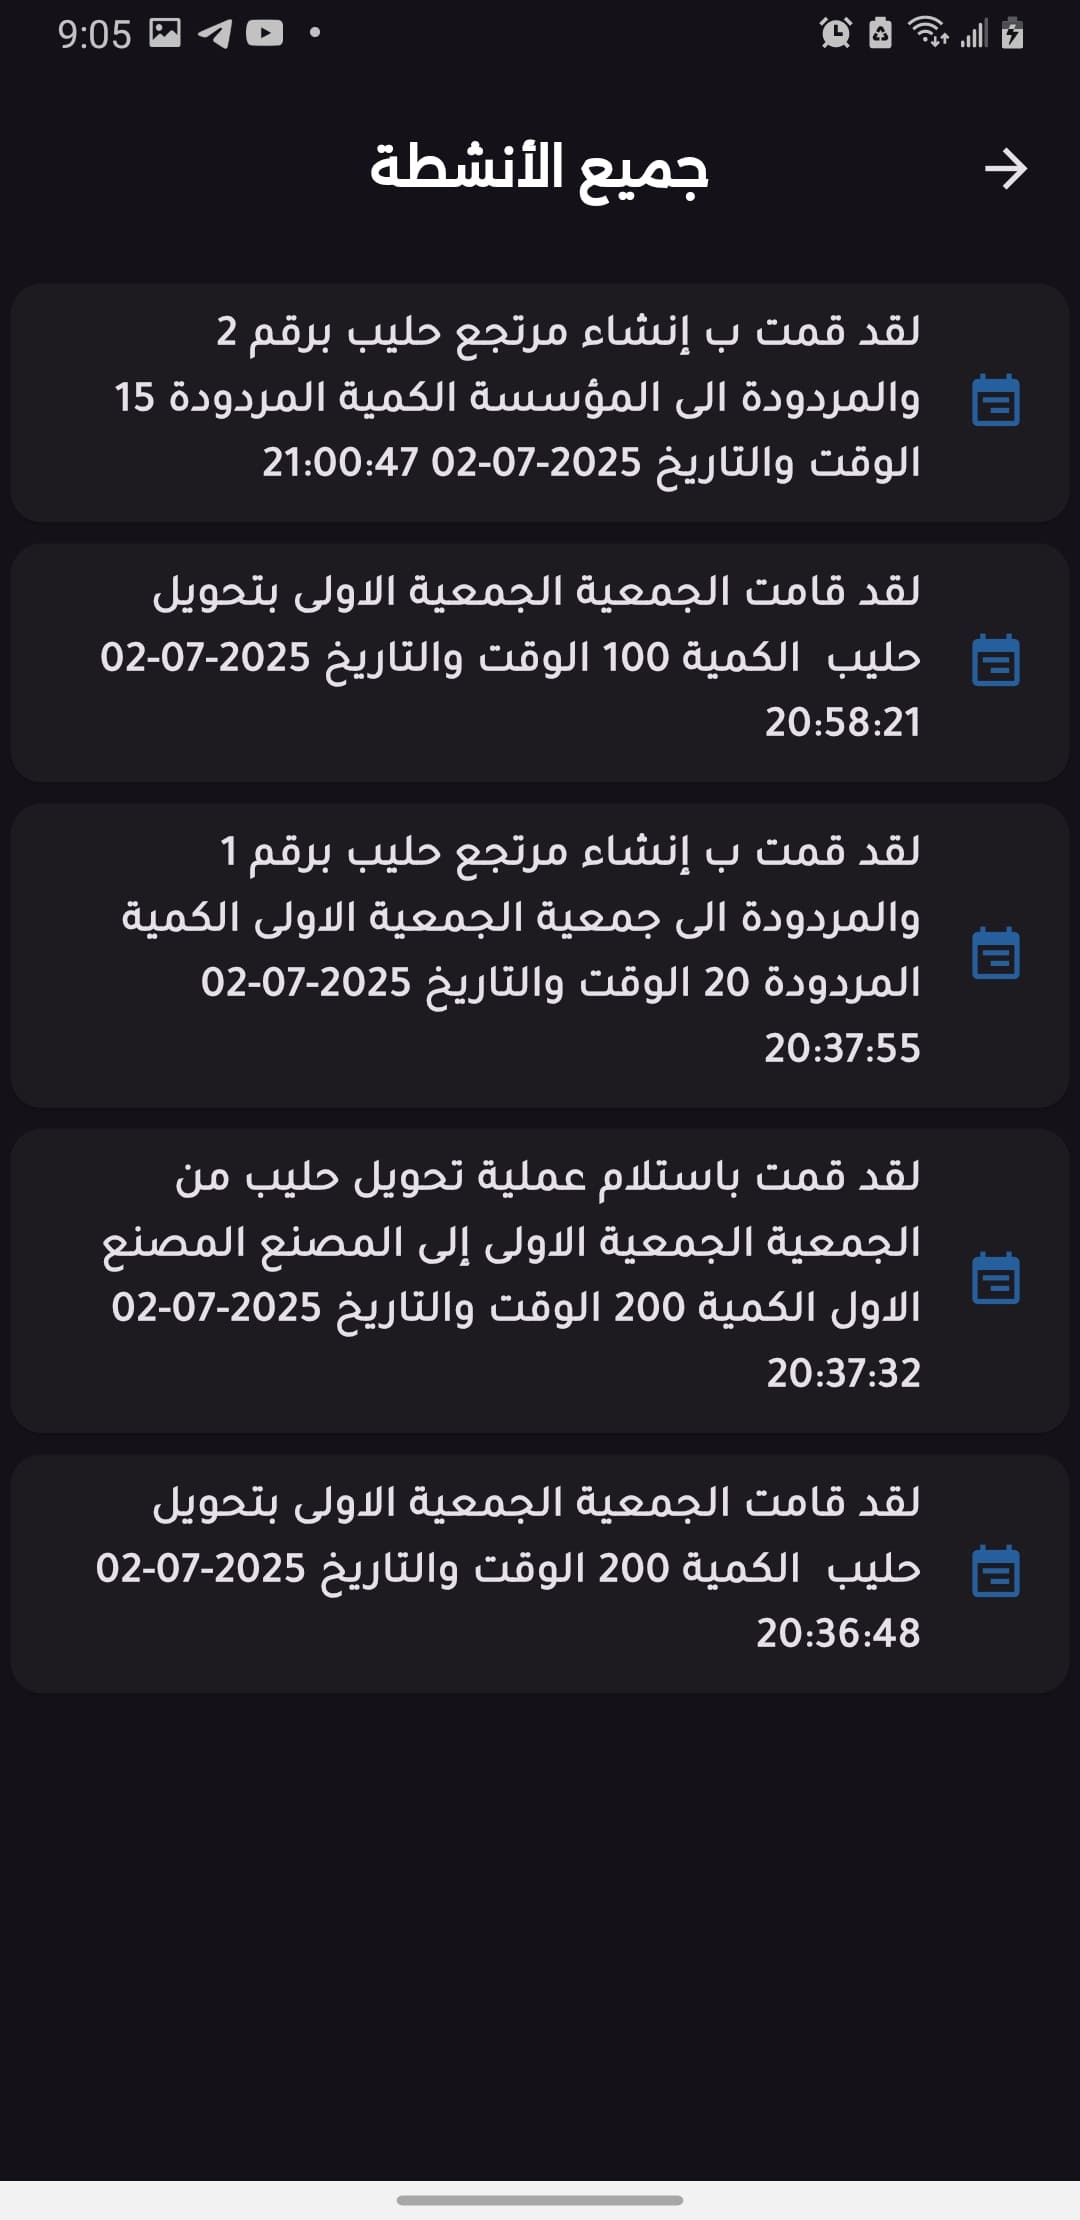 9:05
جميع الأنشطة
لقد قمت ب إنشاء مرتجع حليب برقم 2
والمردودة الى المؤسسة الكمية المردودة 15
الوقت والتاريخ 2025-07-02 21:00:47
لقد قامت الجمعية الجمعية الاولى بتحويل
حليب  الكمية 100 الوقت والتاريخ 2025-07-02
20:58:21
لقد قمت ب إنشاء مرتجع حليب برقم 1
والمردودة الى جمعية الجمعية الاولى الكمية
المردودة 20 الوقت والتاريخ 2025-07-02
20:37:55
لقد قمت باستلام عملية تحويل حليب من
الجمعية الجمعية الاولى إلى المصنع المصنع
الاول الكمية 200 الوقت والتاريخ 2025-07-02
20:37:32
لقد قامت الجمعية الجمعية الاولى بتحويل
حليب  الكمية 200 الوقت والتاريخ 2025-07-02
20:36:48